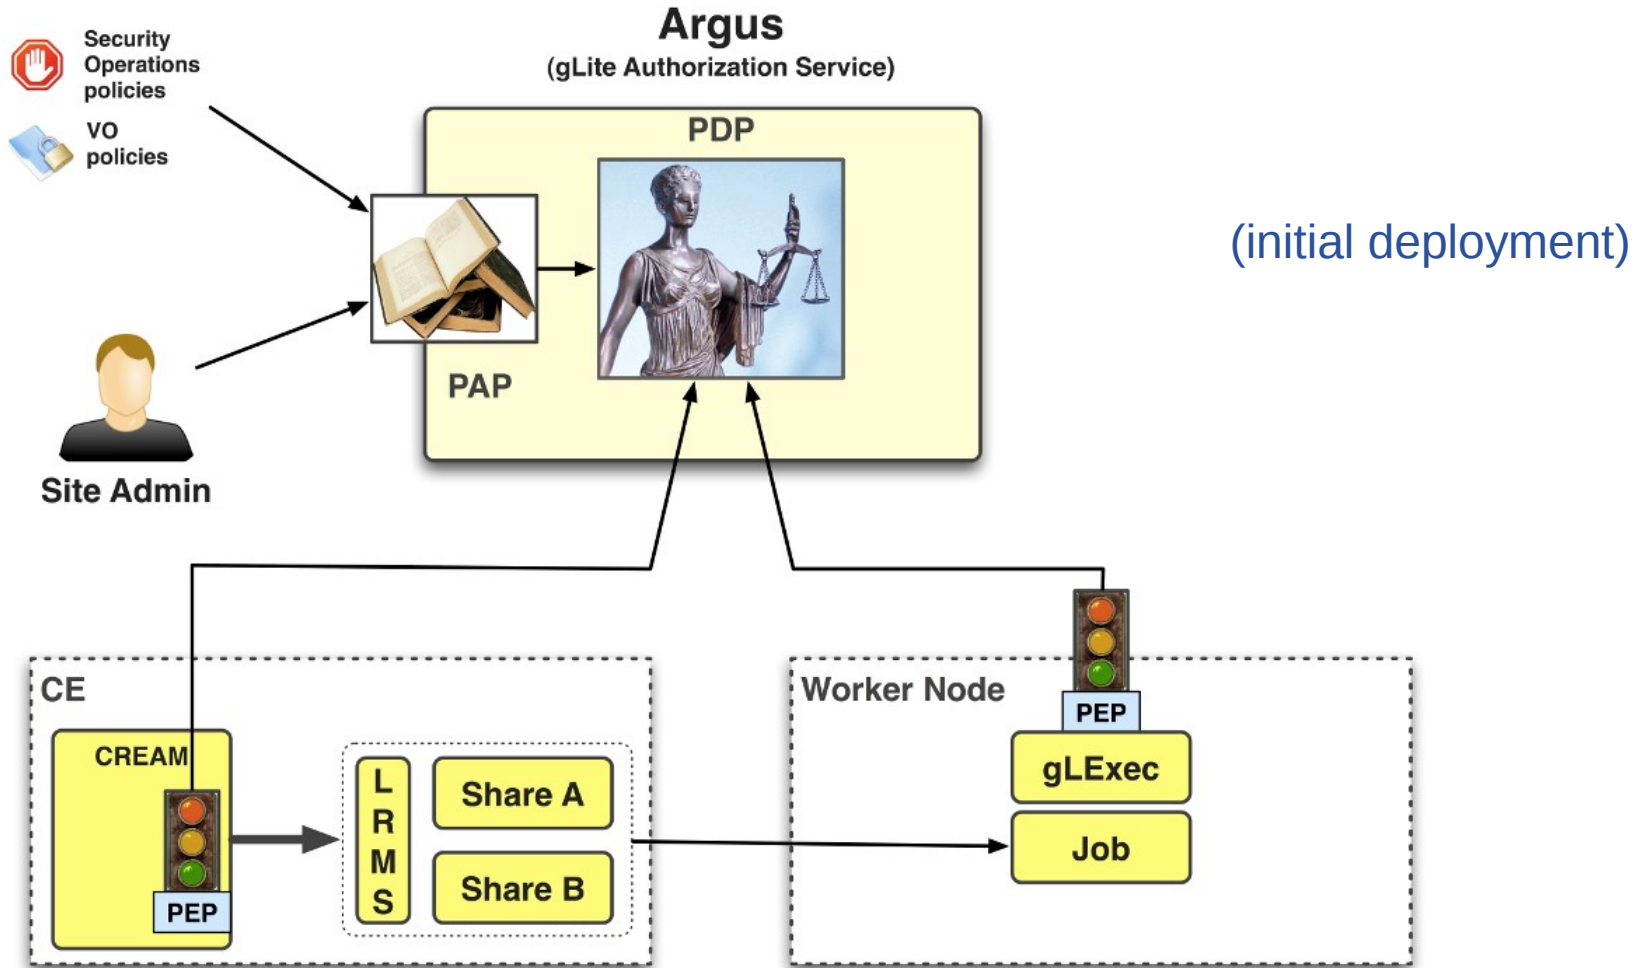 Argus
(gLite Authorization Service)
Security
Operations
policies
VO
policies
PDP
(initial deployment)
PAP
Site Admin
CE
CREAM
PEP
L
R
M
S
Share A
Share B
Worker Node
PEP
gLExec
Job